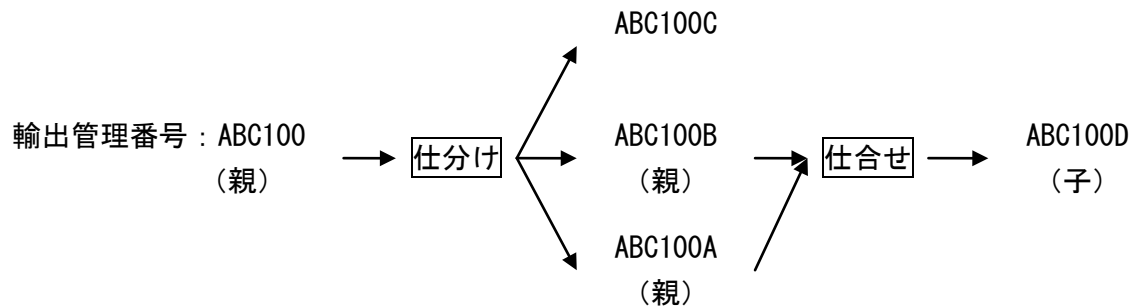 ABC100C
輸出管理番号：ABC100
（親）
仕分け
ABC100B
（親）
仕合せ
ABC100D
（子）
ABC100A
（親）